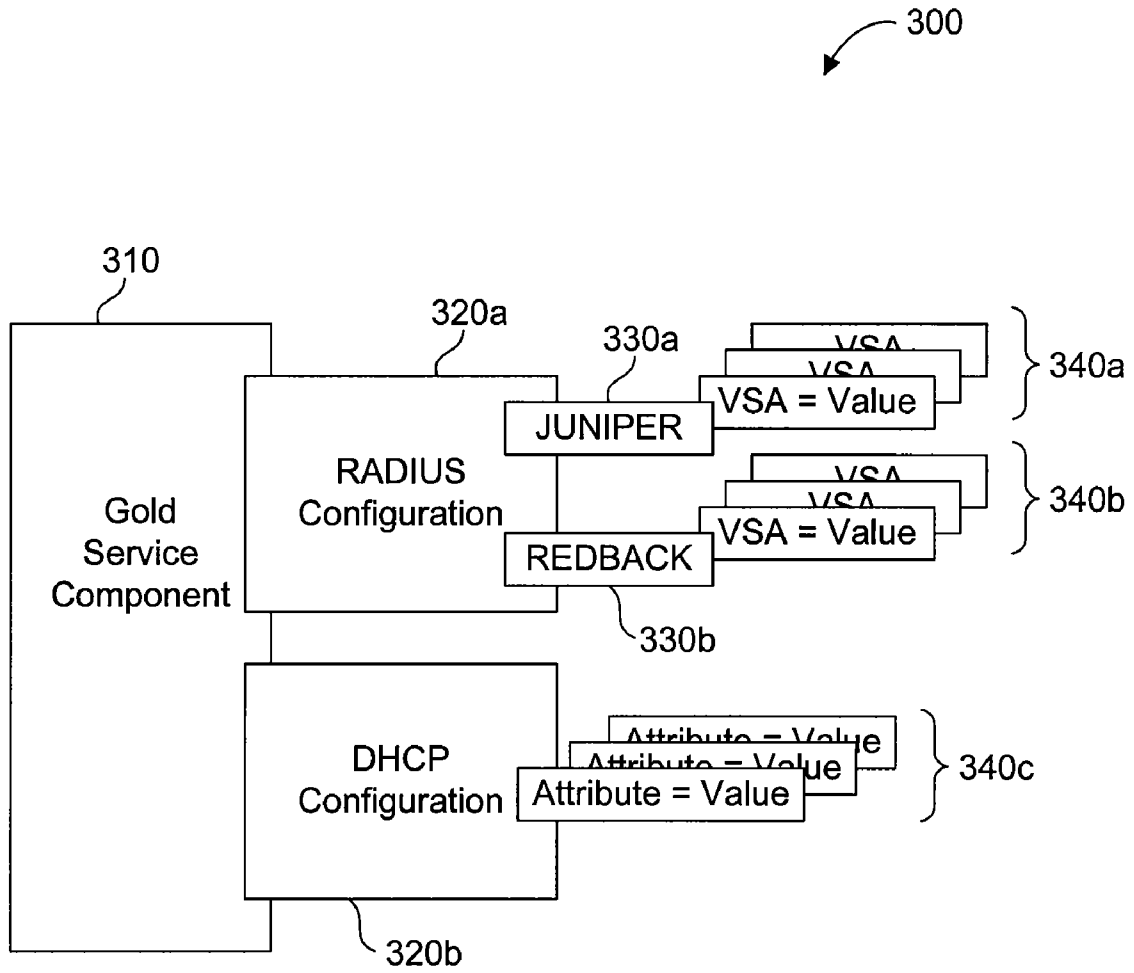 300
310
320a
330a
340a
VSA
VSA
VSA = Value
JUNIPER
RADIUS
Configuration
340b
VSA
VSA
VSA = Value
REDBACK
Gold
Service
Component
330b
DHCP
Configuration
Attribute = Value
Attribute = Value
Attribute = Value
340c
320b